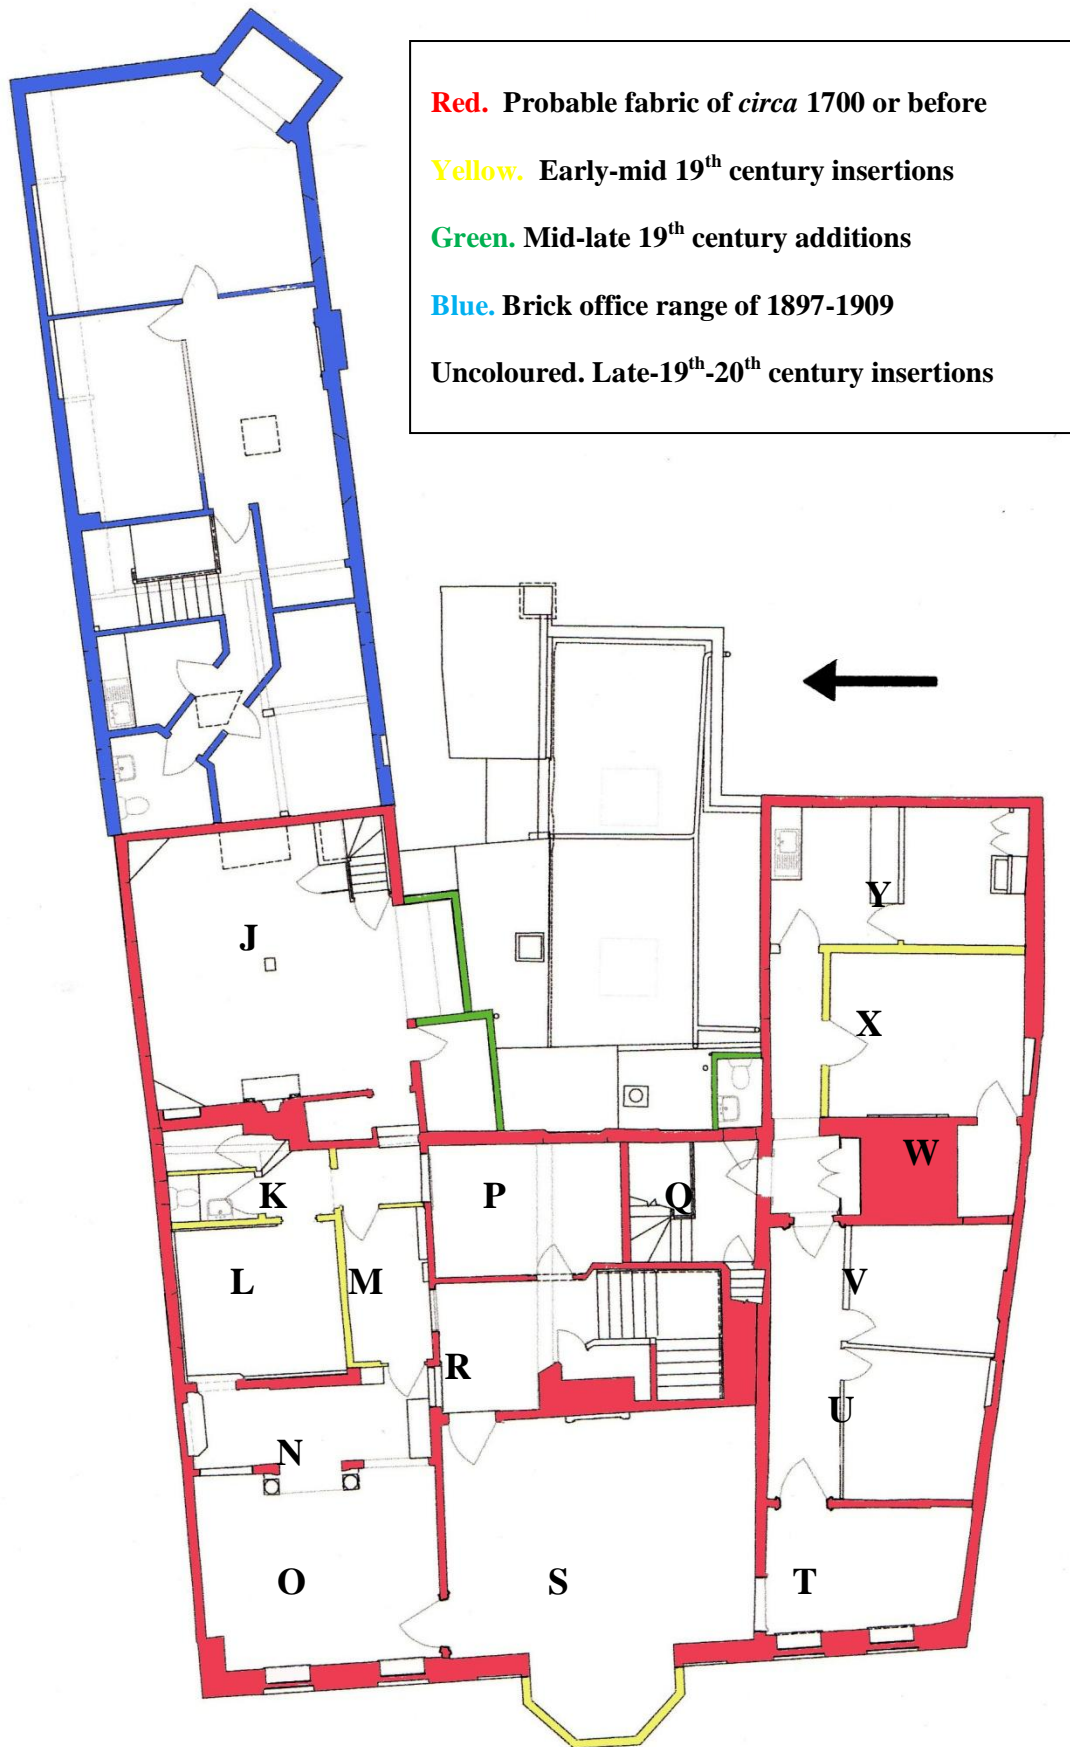 Red. Probable fabric of circa 1700 or before
Yellow. Early-mid 19th century insertions
Green. Mid-late 19th century additions
Blue. Brick office range of 1897-1909
Uncoloured. Late-19th-20th century insertions
J
Y
X
W
K
P
Q
L
M
V
R
U
N
O
S
T